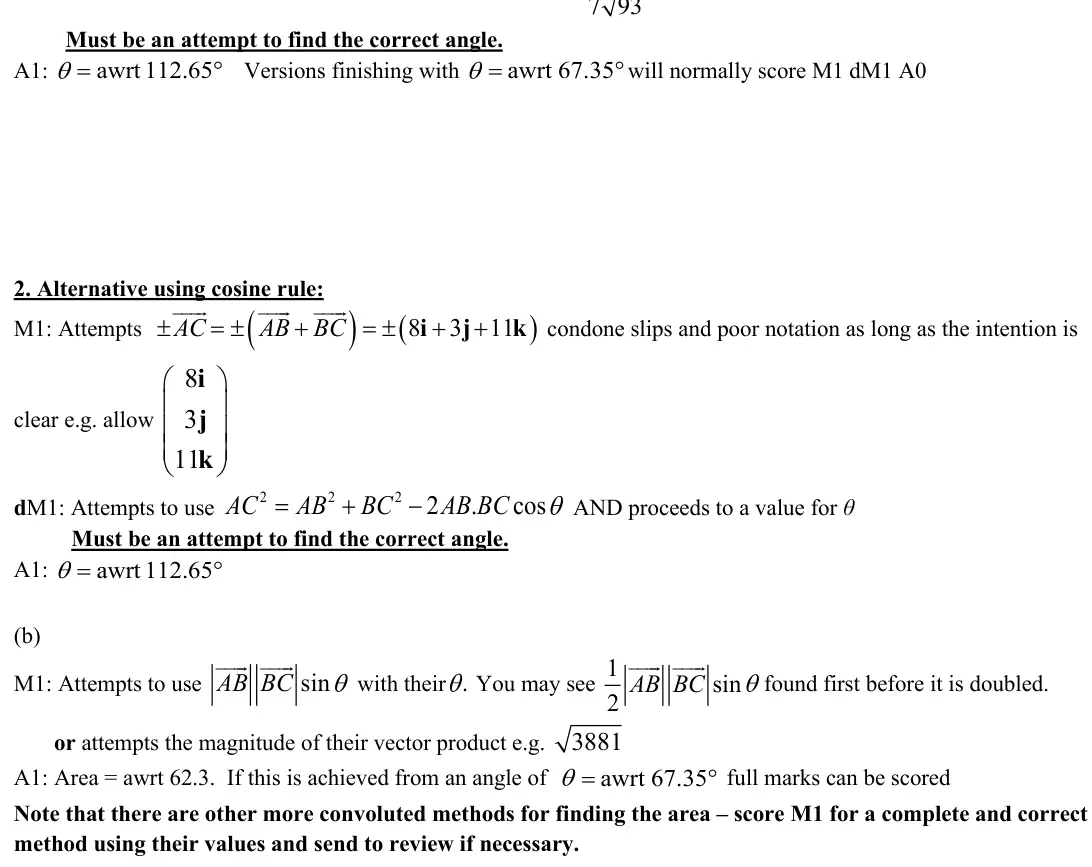 7√93
Must be an attempt to find the correct angle.
A1: θ = awrt 112.65° Versions finishing with θ = awrt 67.35° will normally score M1 dM1 A0
2. Alternative using cosine rule:
M1: Attempts ±AC⃗ = ±(AB⃗ + BC⃗) = ±(8i + 3j + 11k) condone slips and poor notation as long as the intention is
8i
clear e.g. allow ( 3j )
11k
dM1: Attempts to use AC² = AB² + BC² − 2AB.BC cos θ AND proceeds to a value for θ
Must be an attempt to find the correct angle.
A1: θ = awrt 112.65°
(b)
M1: Attempts to use |AB⃗||BC⃗| sin θ with their θ. You may see 1/2 |AB⃗||BC⃗| sin θ found first before it is doubled.
or attempts the magnitude of their vector product e.g. √3881
A1: Area = awrt 62.3. If this is achieved from an angle of θ = awrt 67.35° full marks can be scored
Note that there are other more convoluted methods for finding the area – score M1 for a complete and correct
method using their values and send to review if necessary.